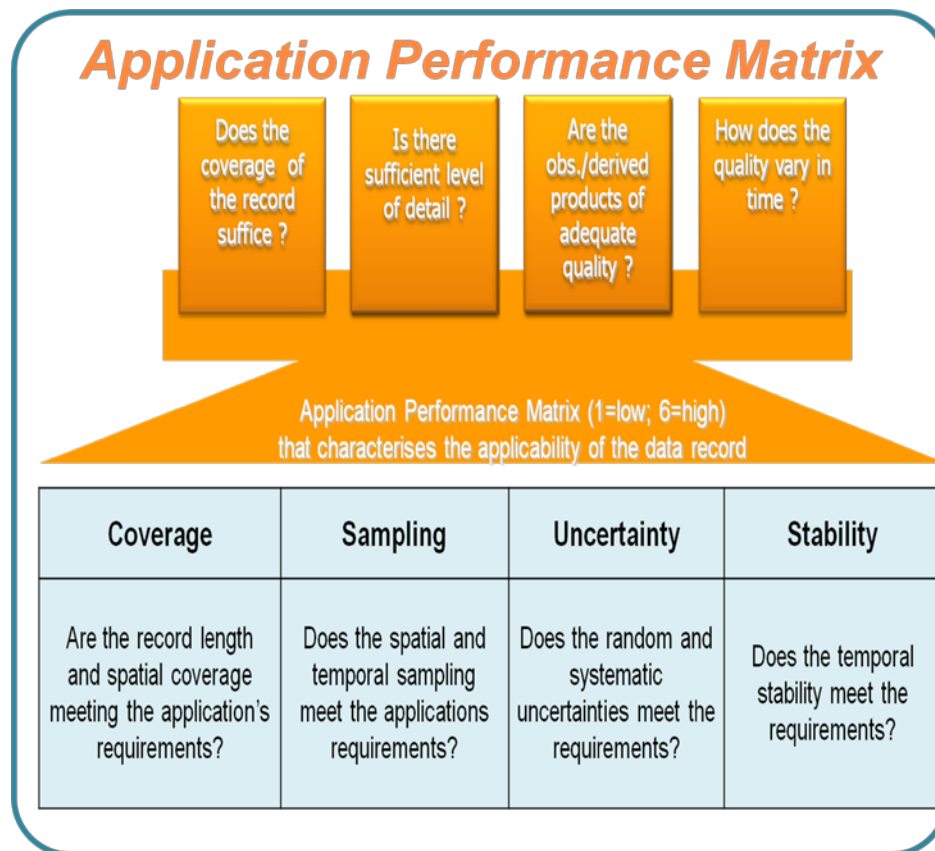 Application Performance Matrix
Does the
coverage of
the record
suffice ?
Is there
sufficient level
of detail ?
Are the
obs./derived
products of
adequate
quality ?
How does the
quality vary in
time ?
Application Performance Matrix (1=low; 6=high)
that characterises the applicability of the data record
Coverage
Sampling
Uncertainty
Stability
Are the record length
and spatial coverage
meeting the application's
requirements?
Does the spatial and
temporal sampling
meet the applications
requirements?
Does the random and
systematic
uncertainties meet the
requirements?
Does the temporal
stability meet the
requirements?